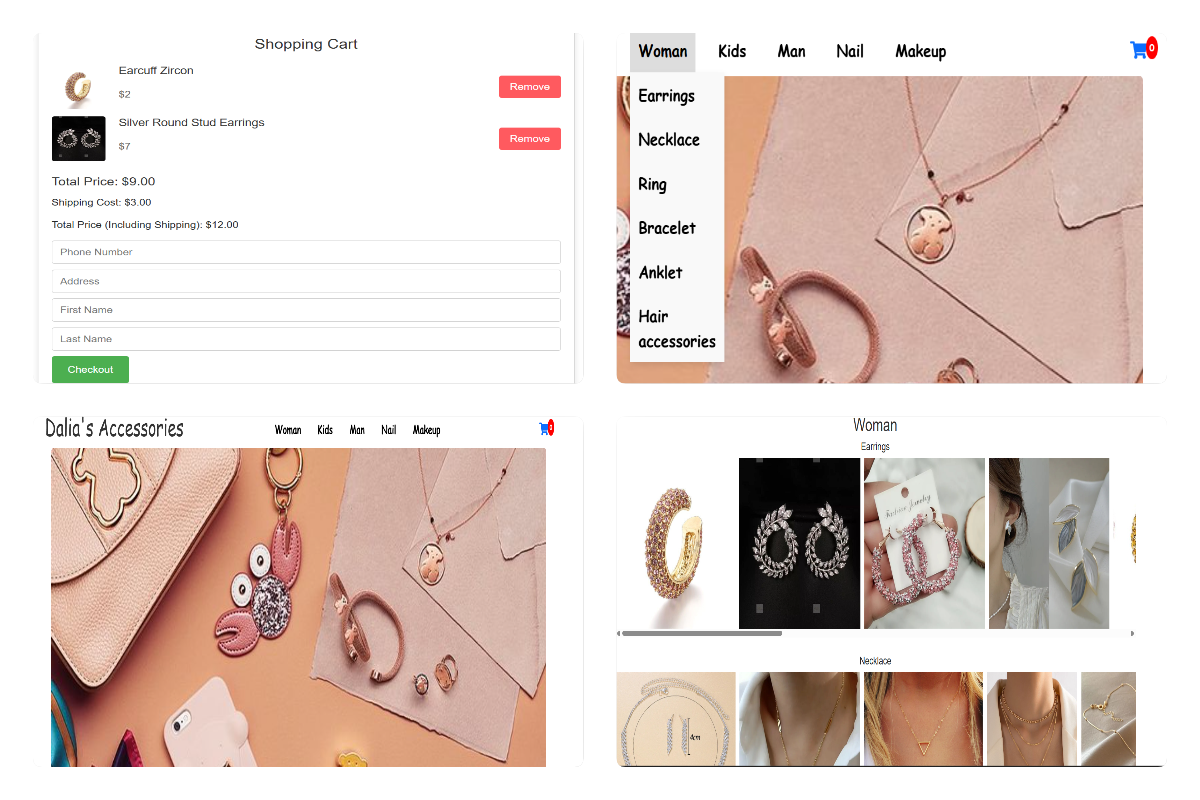 Shopping Cart
Earcuff Zircon
$2
Remove
Silver Round Stud Earrings
$7
Remove
Total Price: $9.00
Shipping Cost: $3.00
Total Price (Including Shipping): $12.00
Phone Number
Address
First Name
Last Name
Checkout
Woman Kids Man Nail Makeup 0
Earrings
Necklace
Ring
Bracelet
Anklet
Hair
accessories
Dalia's Accessories Woman Kids Man Nail Makeup
Woman
Earrings
Fashion Jewelry
Necklace
4cm